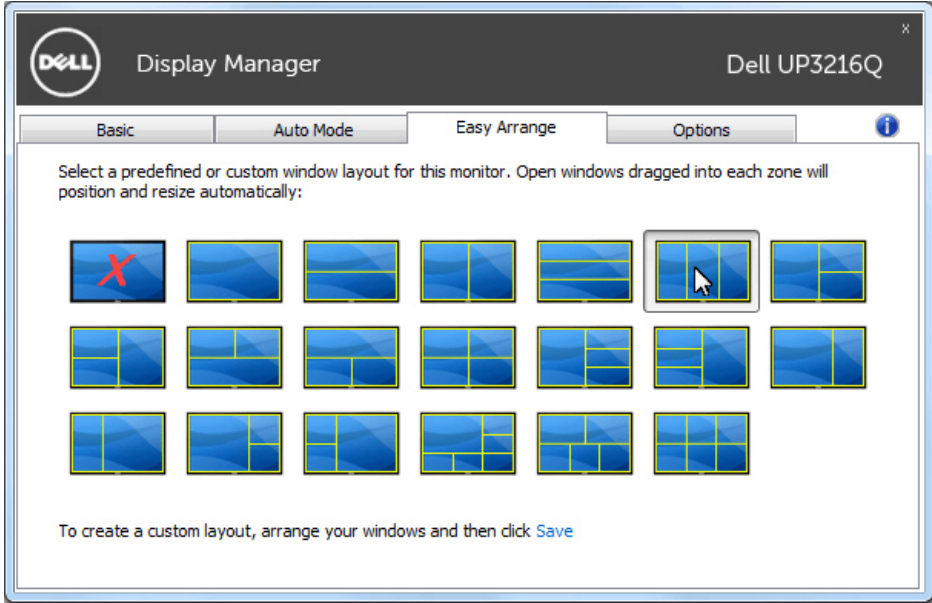 DELL
Display Manager
Dell UP3216Q
x
Basic
Auto Mode
Easy Arrange
Options
i
Select a predefined or custom window layout for this monitor. Open windows dragged into each zone will
position and resize automatically:
X
To create a custom layout, arrange your windows and then click Save